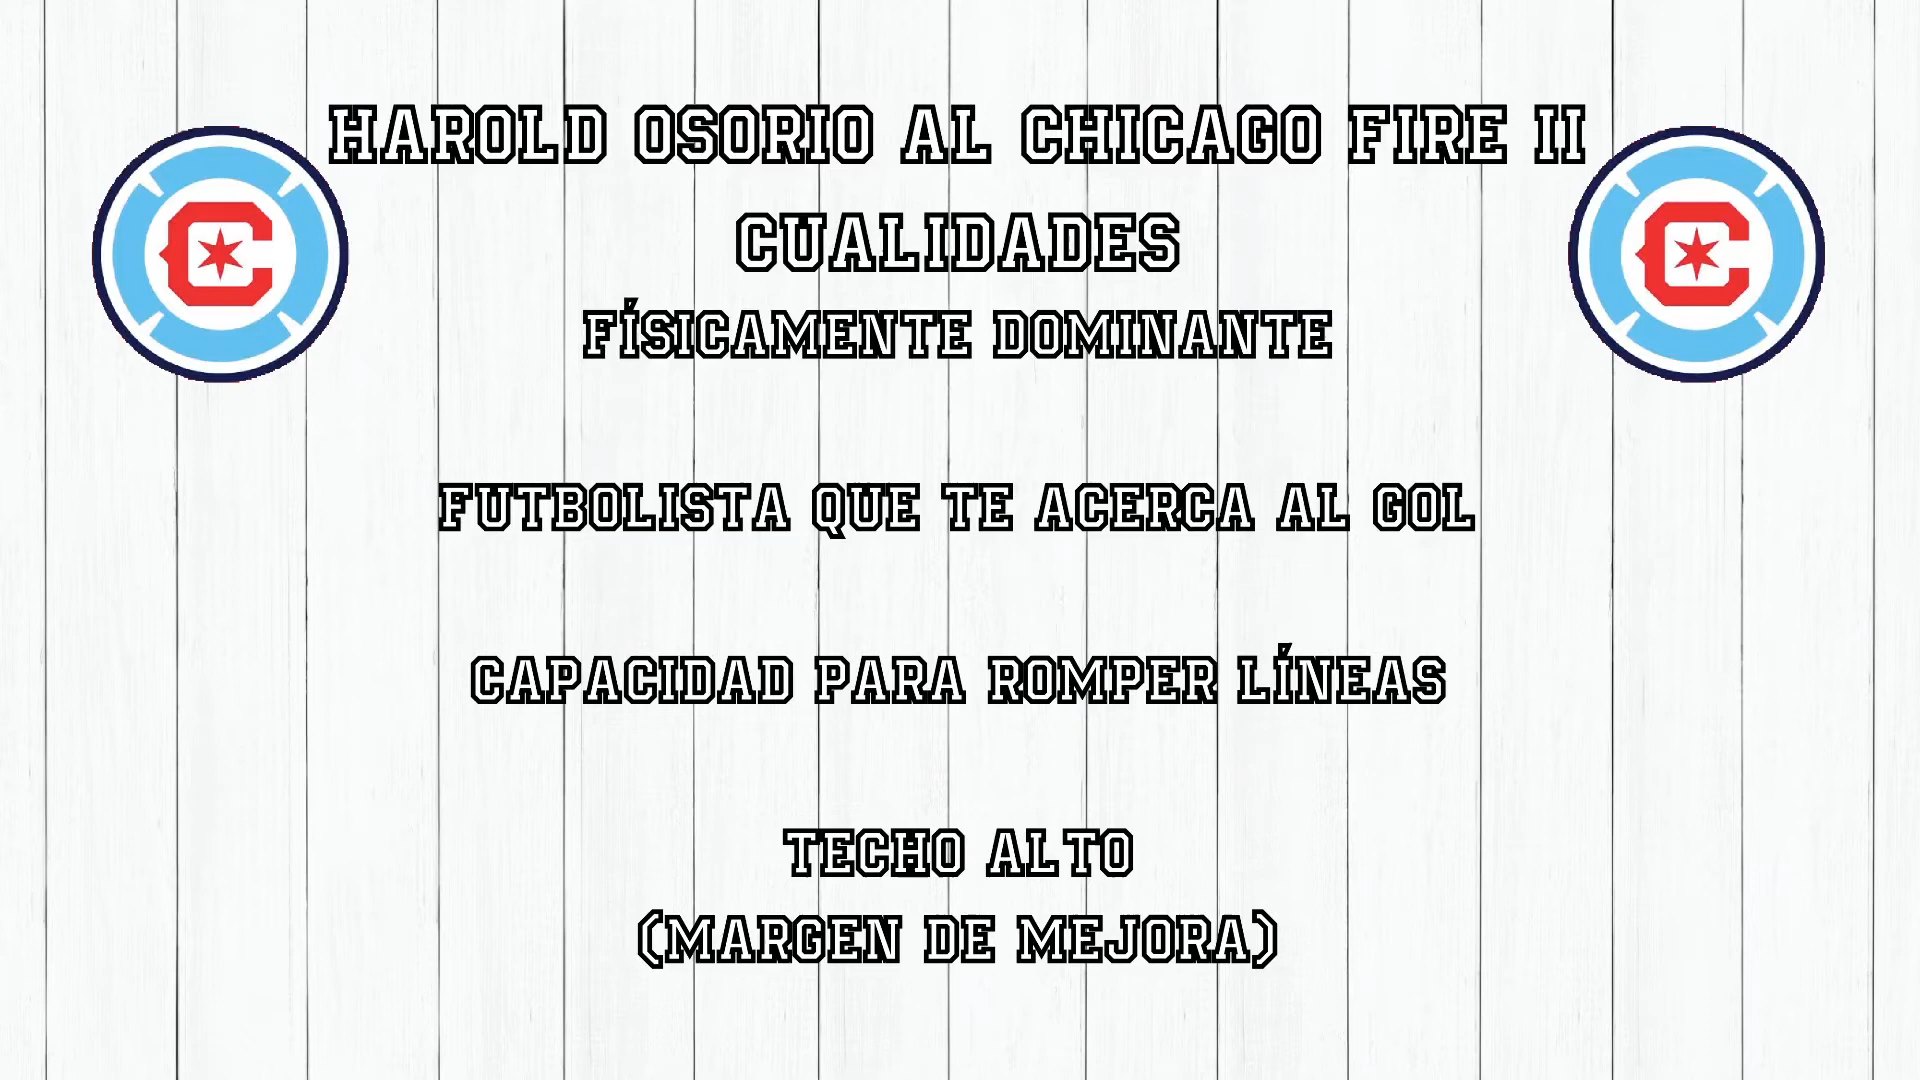 HAROLD OSORIO AL CHICAGO FIRE II
CUALIDADES
FÍSICAMENTE DOMINANTE
FUTBOLISTA QUE TE ACERCA AL GOL
CAPACIDAD PARA ROMPER LÍNEAS
TECHO ALTO
(MARGEN DE MEJORA)